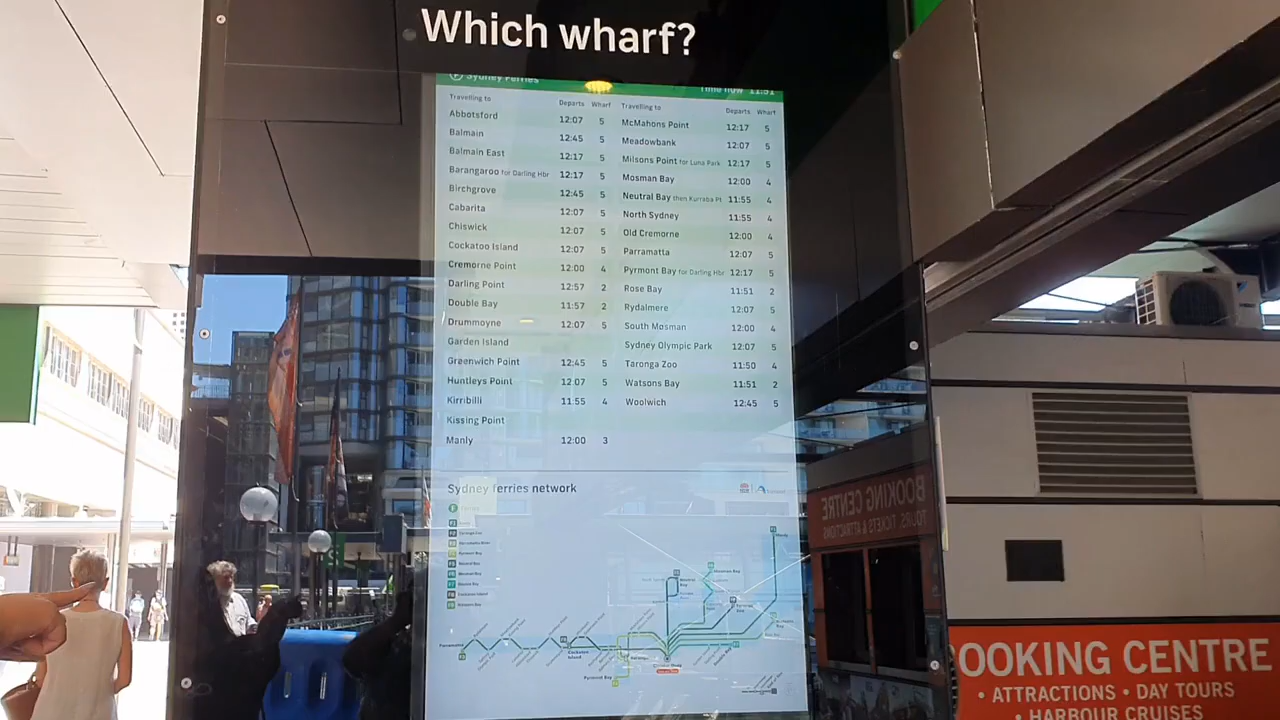 Which wharf?
Sydney Ferries
Time now 11:51
Travelling to Departs Wharf
Abbotsford 12:07 5
Balmain 12:45 5
Balmain East 12:17 5
Barangaroo for Darling Hbr 12:17 5
Birchgrove 12:45 5
Cabarita 12:07 5
Chiswick 12:07 5
Cockatoo Island 12:07 5
Cremorne Point 12:00 4
Darling Point 12:57 2
Double Bay 11:57 2
Drummoyne 12:07 5
Garden Island
Greenwich Point 12:45 5
Huntleys Point 12:07 5
Kirribilli 11:55 4
Kissing Point
Manly 12:00 3
Travelling to Departs Wharf
McMahons Point 12:17 5
Meadowbank 12:07 5
Milsons Point for Luna Park 12:17 5
Mosman Bay 12:00 4
Neutral Bay then Kurraba Pt 11:55 4
North Sydney 11:55 4
Old Cremorne 12:00 4
Parramatta 12:07 5
Pyrmont Bay for Darling Hbr 12:17 5
Rose Bay 11:51 2
Rydalmere 12:07 5
South Mosman 12:00 4
Sydney Olympic Park 12:07 5
Taronga Zoo 11:50 4
Watsons Bay 11:51 2
Woolwich 12:45 5
Sydney ferries network
Cockatoo Island
Pyrmont Bay
BOOKING CENTRE
TOURS, TICKETS & ATTRACTIONS
OOKING CENTRE
• ATTRACTIONS • DAY TOURS
• HARBOUR CRUISES